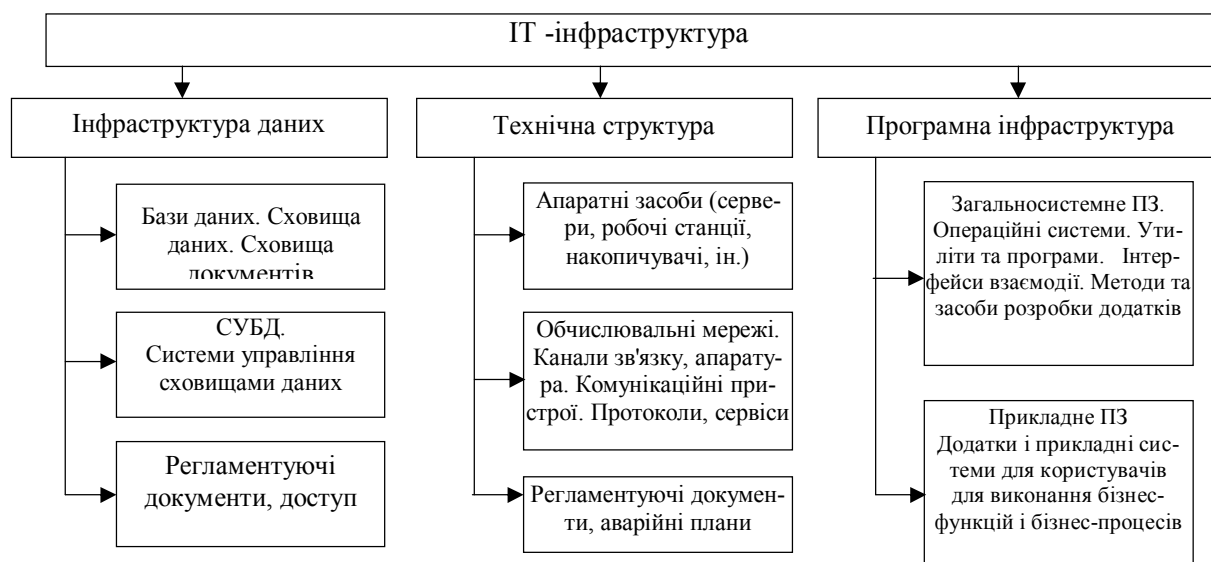 ІТ -інфраструктура
Інфраструктура даних
Бази даних. Сховища
даних. Сховища
документів
СУБД.
Системи управління
сховищами даних
Регламентуючі
документи, доступ
Технічна структура
Апаратні засоби (серве-
ри, робочі станції,
накопичувачі, ін.)
Обчислювальні мережі.
Канали зв'язку, апарату-
ра. Комунікаційні при-
строї. Протоколи, сервіси
Регламентуючі докумен-
ти, аварійні плани
Програмна інфраструктура
Загальносистемне ПЗ.
Операційні системи. Ути-
літи та програми. Інтер-
фейси взаємодії. Методи та
засоби розробки додатків
Прикладне ПЗ
Додатки і прикладні сис-
теми для користувачів
для виконання бізнес-
функцій і бізнес-процесів